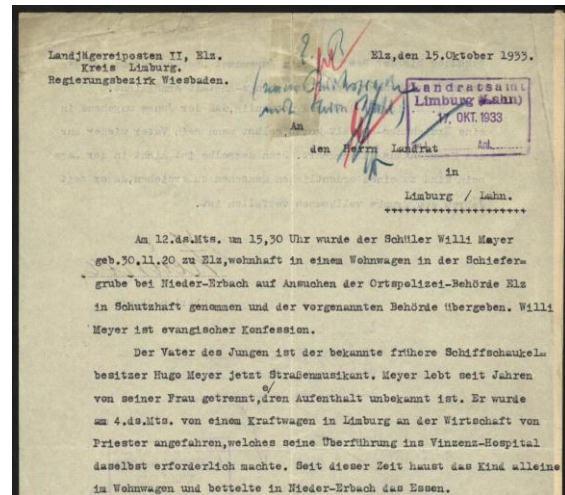 Landjägereiposten II, Elz.
Kreis Limburg.
Regierungsbezirk Wiesbaden.
Elz,den 15.Oktober 1933.
Landratsamt
Limburg (Lahn)
17. OKT. 1933
Anl.
An
den Herrn Landrat
in
Limburg / Lahn.
++++++++++++++++
Am 12.ds.Mts. um 15,30 Uhr wurde der Schüler Willi Mayer
geb.30.11.20 zu Elz,wohnhaft in einem Wohnwagen in der Schiefer=
grube bei Nieder-Erbach auf Ansuchen der Ortspolizei-Behörde Elz
in Schutzhaft genommen und der vorgenannten Behörde übergeben. Willi
Meyer ist evangischer Konfession.
Der Vater des Jungen ist der bekannte frühere Schiffschaukel=
besitzer Hugo Meyer jetzt Straßenmusikant. Meyer lebt seit Jahren
von seiner Frau getrennt,deren Aufenthalt unbekannt ist. Er wurde
am 4.ds.Mts. von einem Kraftwagen in Limburg an der Wirtschaft von
Priester angefahren,welches seine Überführung ins Vinzenz-Hospital
daselbst erforderlich machte. Seit dieser Zeit haust das Kind alleine
im Wohnwagen und bettelte in Nieder-Erbach das Essen.